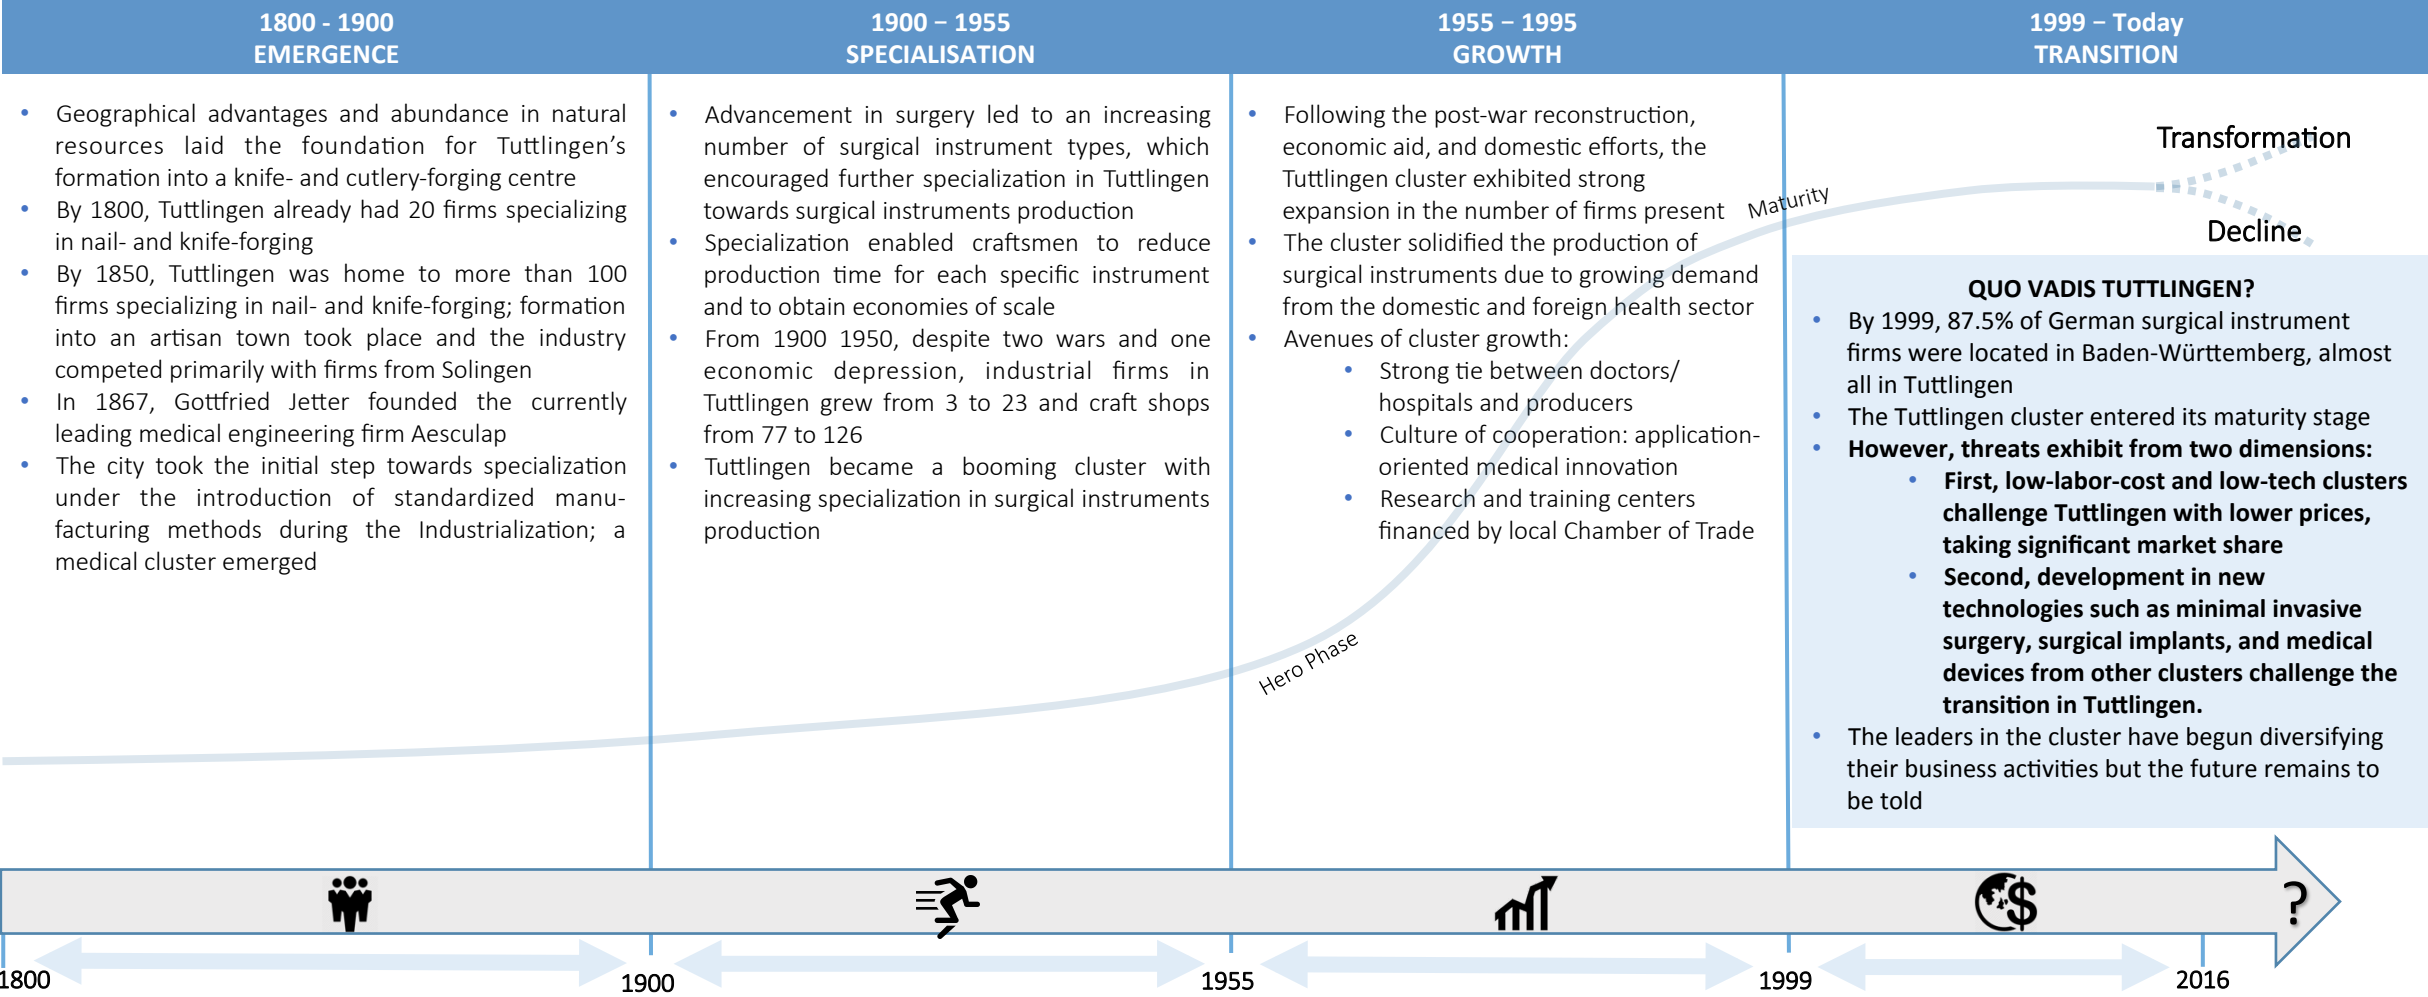 1800 - 1900
EMERGENCE
Geographical advantages and abundance in natural
resources laid the foundation for Tuttlingen's
formation into a knife- and cutlery-forging centre
By 1800, Tuttlingen already had 20 firms specializing
in nail- and knife-forging
By 1850, Tuttlingen was home to more than 100
firms specializing in nail- and knife-forging; formation
into an artisan town took place and the industry
competed primarily with firms from Solingen
In 1867, Gottfried Jetter founded the currently
leading medical engineering firm Aesculap
The city took the initial step towards specialization
under the introduction of standardized manu-
facturing methods during the Industrialization; a
medical cluster emerged
1900 – 1955
SPECIALISATION
Advancement in surgery led to an increasing
number of surgical instrument types, which
encouraged further specialization in Tuttlingen
towards surgical instruments production
Specialization enabled craftsmen to reduce
production time for each specific instrument
and to obtain economies of scale
From 1900 1950, despite two wars and one
economic depression, industrial firms in
Tuttlingen grew from 3 to 23 and craft shops
from 77 to 126
Tuttlingen became a booming cluster with
increasing specialization in surgical instruments
production
1955 – 1995
GROWTH
Following the post-war reconstruction,
economic aid, and domestic efforts, the
Tuttlingen cluster exhibited strong
expansion in the number of firms present
The cluster solidified the production of
surgical instruments due to growing demand
from the domestic and foreign health sector
Avenues of cluster growth:
Strong tie between doctors/
hospitals and producers
Culture of cooperation: application-
oriented medical innovation
Research and training centers
financed by local Chamber of Trade
Hero Phase
Maturity
1999 – Today
TRANSITION
Transformation
Decline
QUO VADIS TUTTLINGEN?
By 1999, 87.5% of German surgical instrument
firms were located in Baden-Württemberg, almost
all in Tuttlingen
The Tuttlingen cluster entered its maturity stage
However, threats exhibit from two dimensions:
First, low-labor-cost and low-tech clusters
challenge Tuttlingen with lower prices,
taking significant market share
Second, development in new
technologies such as minimal invasive
surgery, surgical implants, and medical
devices from other clusters challenge the
transition in Tuttlingen.
The leaders in the cluster have begun diversifying
their business activities but the future remains to
be told
$
?
1800
1900
1955
1999
2016